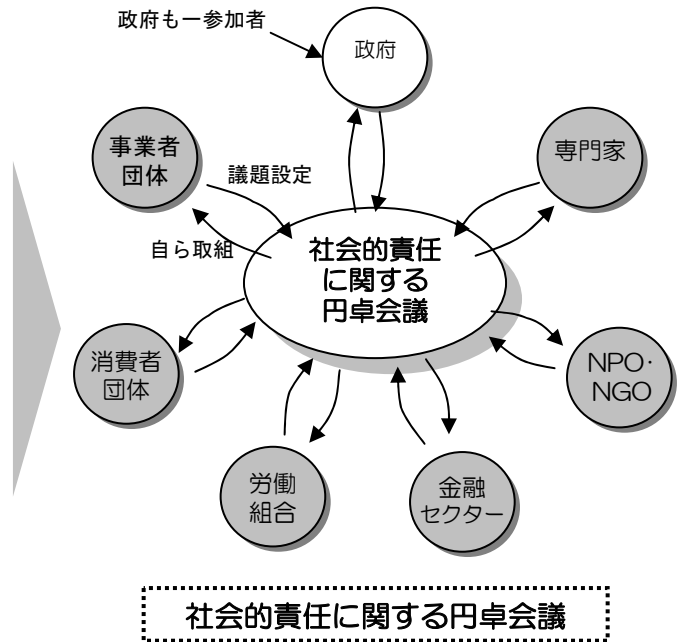 政府も一参加者
政府
事業者
団体
専門家
議題設定
自ら取組
社会的責任
に関する
円卓会議
消費者
団体
NPO・
NGO
労働
組合
金融
セクター
社会的責任に関する円卓会議